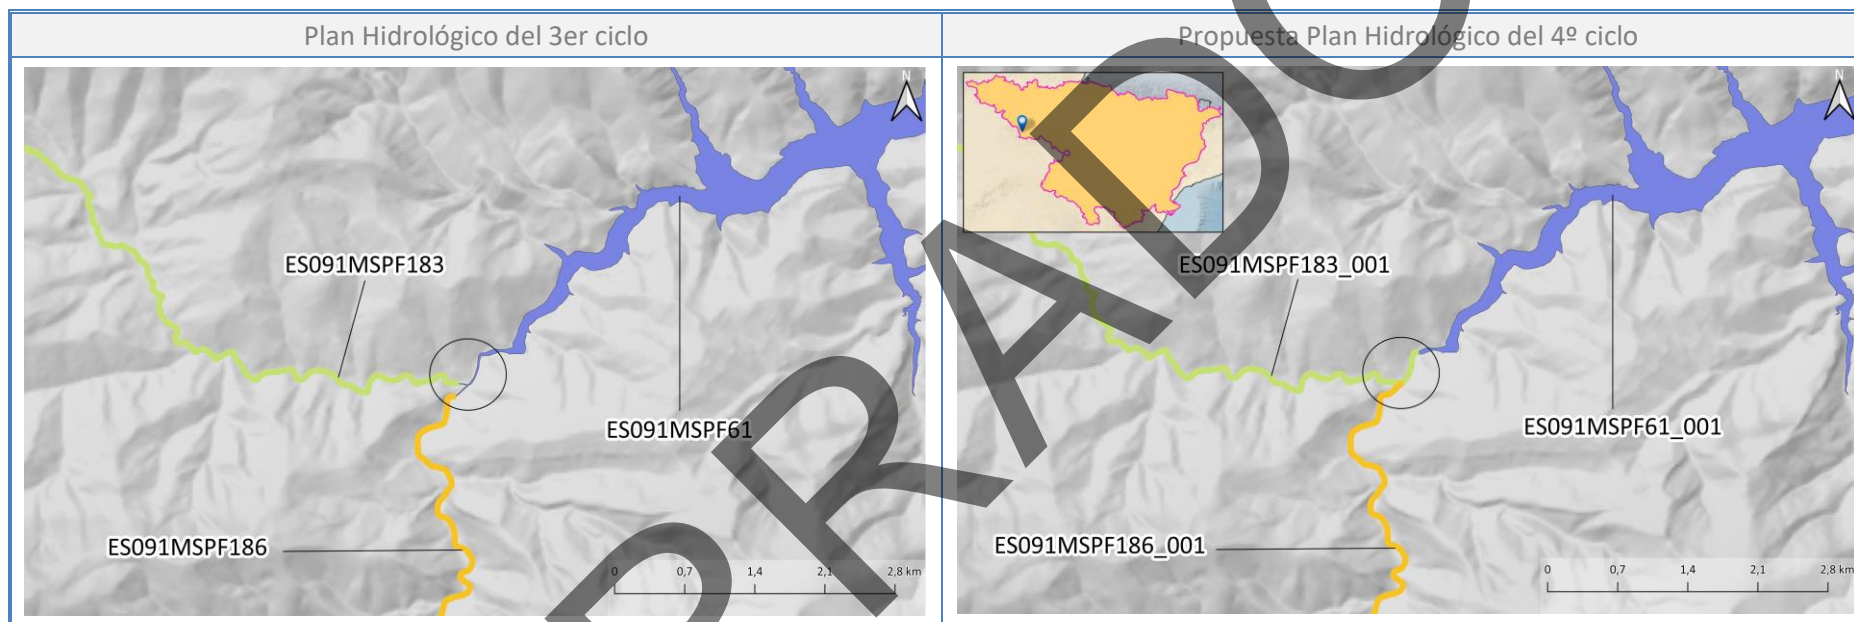 Plan Hidrológico del 3er ciclo
Propuesta Plan Hidrológico del 4º ciclo
N
ES091MSPF183
ES091MSPF61
ES091MSPF186
0 0,7 1,4 2,1 2,8 km
N
ES091MSPF183_001
ES091MSPF61_001
ES091MSPF186_001
0 0,7 1,4 2,1 2,8 km